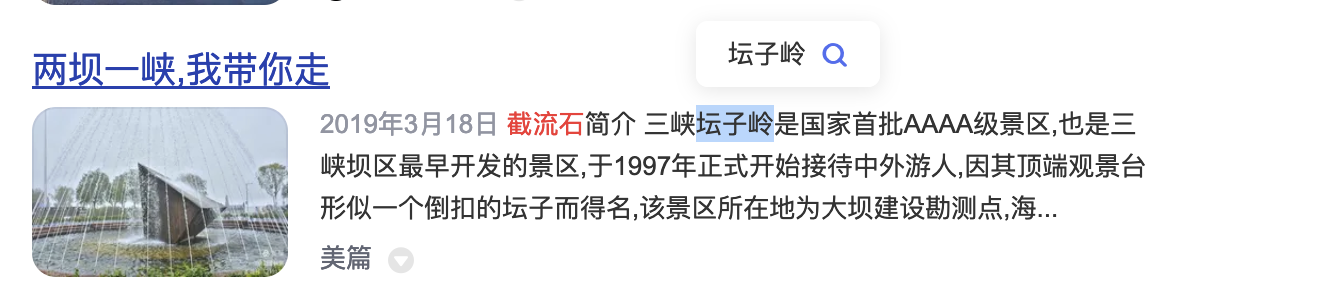 坛子岭
两坝一峡,我带你走
2019年3月18日 截流石简介 三峡坛子岭是国家首批AAAA级景区,也是三
峡坝区最早开发的景区,于1997年正式开始接待中外游人,因其顶端观景台
形似一个倒扣的坛子而得名,该景区所在地为大坝建设勘测点,海...
美篇